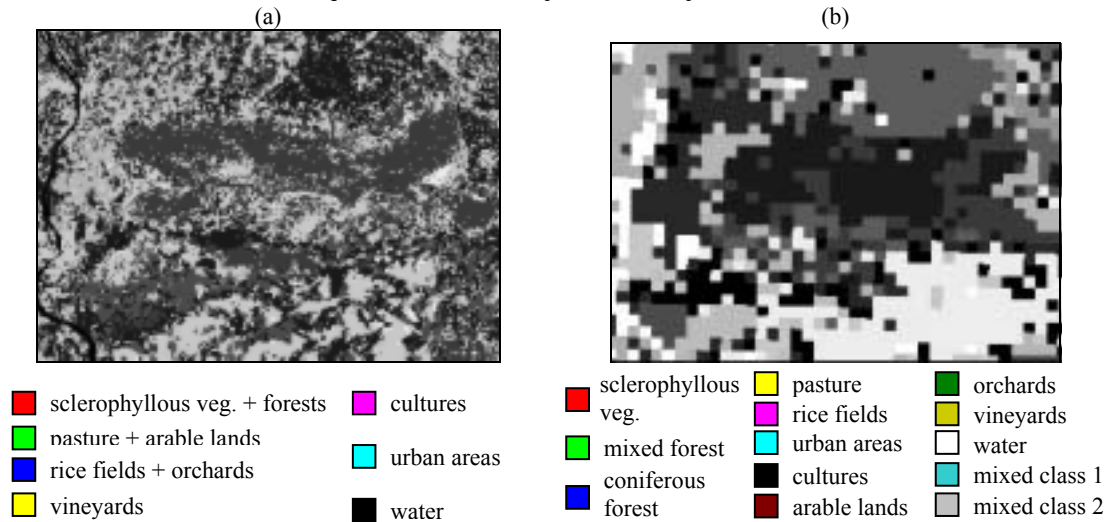 (a)
(b)
sclerophyllous veg. + forests
pasture + arable lands
rice fields + orchards
vineyards
cultures
urban areas
water
sclerophyllous
veg.
mixed forest
coniferous
forest
pasture
rice fields
urban areas
cultures
arable lands
orchards
vineyards
water
mixed class 1
mixed class 2